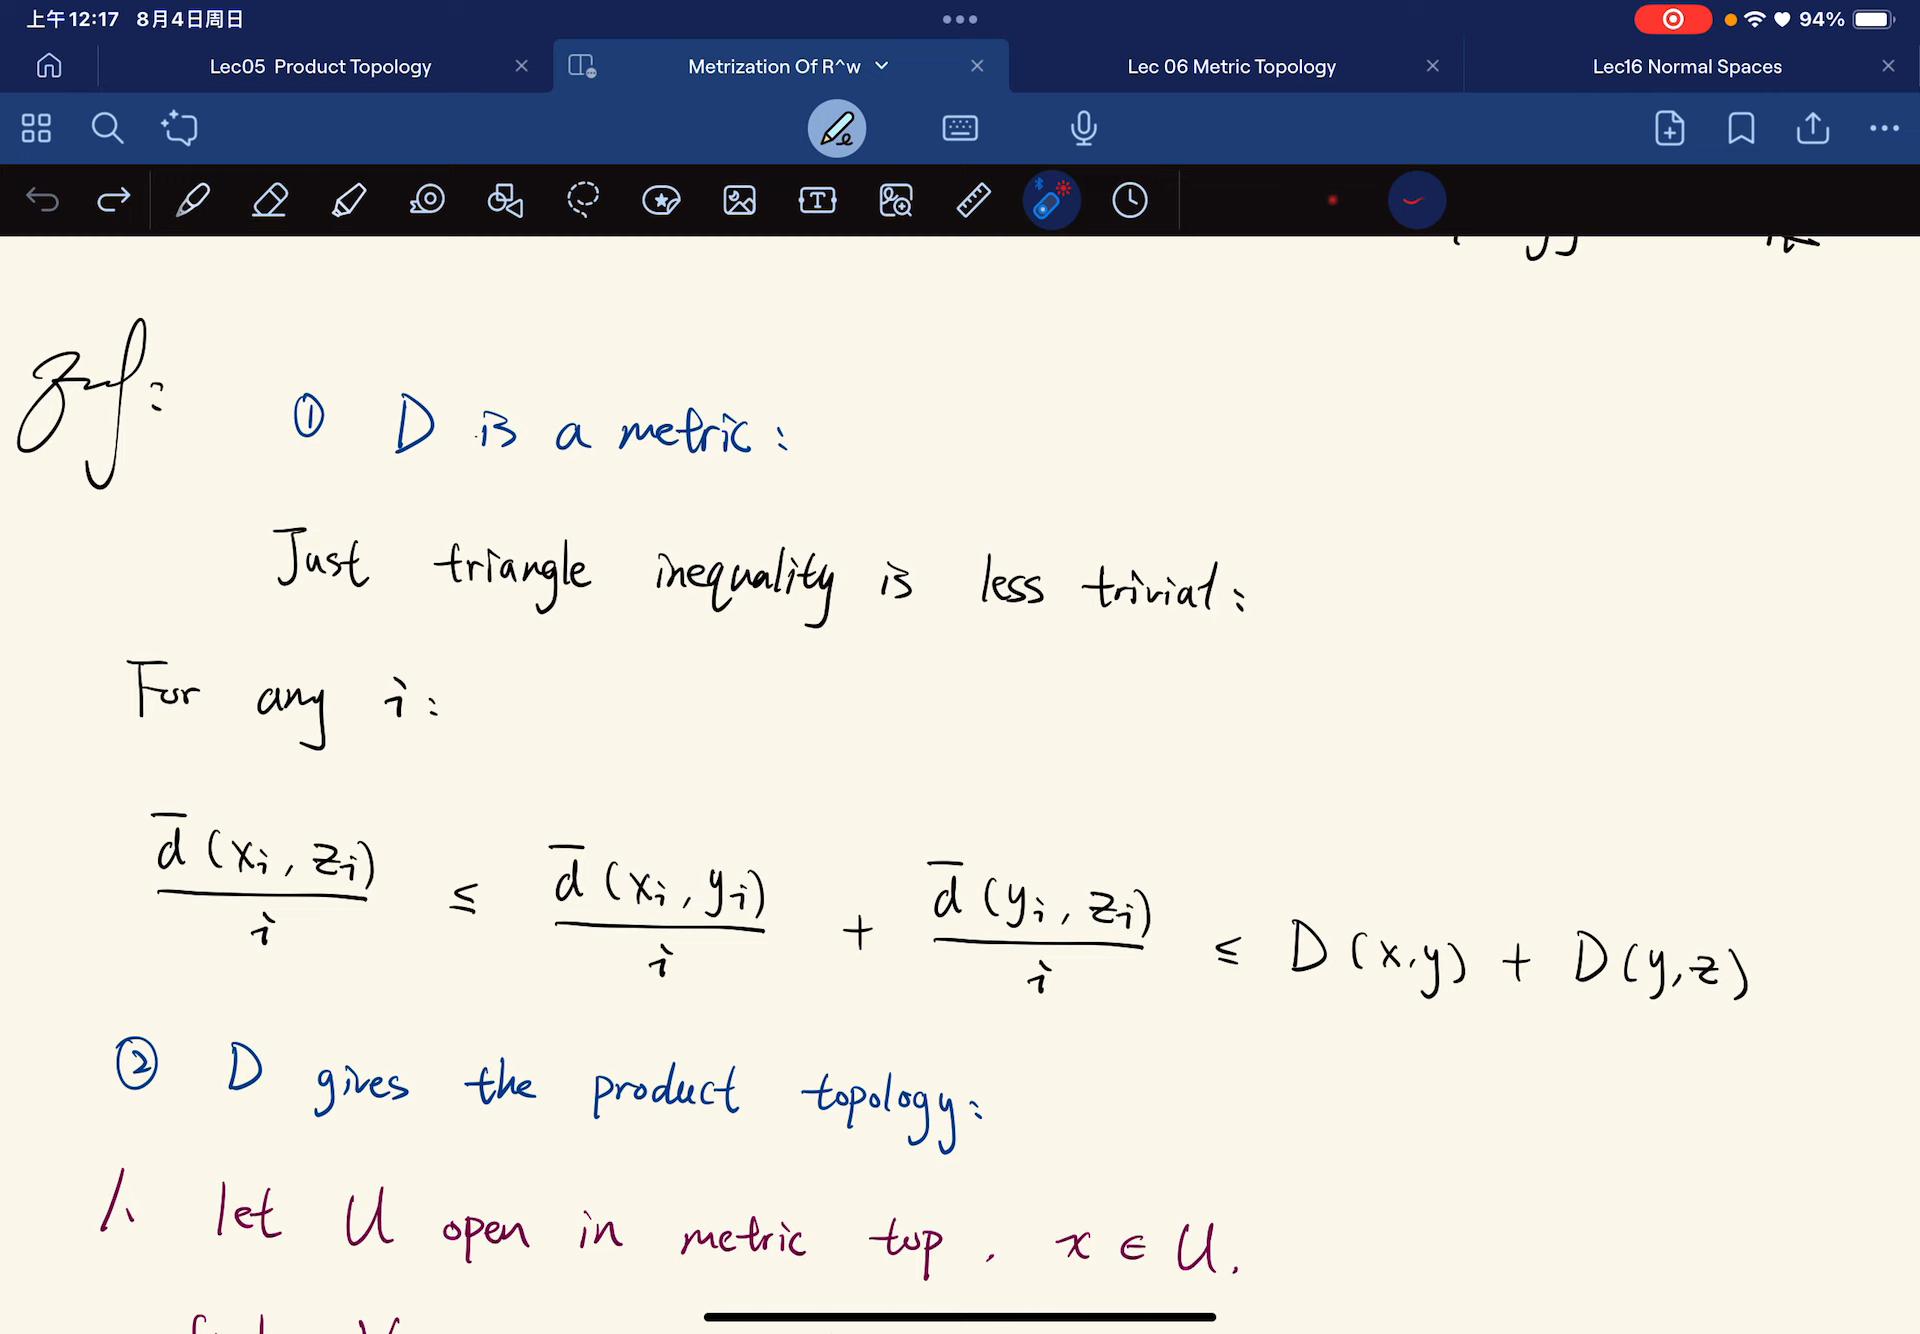 上午12:17 8月4日周日
94%
Lec05 Product Topology
Metrization Of R^w
Lec 06 Metric Topology
Lec16 Normal Spaces
① D is a metric:
Just triangle inequality is less trivial:
For any i:
d̅(xᵢ, zᵢ)/i ≤ d̅(xᵢ, yᵢ)/i + d̅(yᵢ, zᵢ)/i ≤ D(x,y) + D(y,z)
② D gives the product topology:
1. let U open in metric top. x ∈ U.